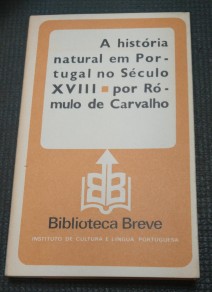 A história
natural em Por-
tugal no Século
XVIII ■ por Ró-
mulo de Carvalho
Biblioteca Breve
INSTITUTO DE CULTURA E LÍNGUA PORTUGUESA